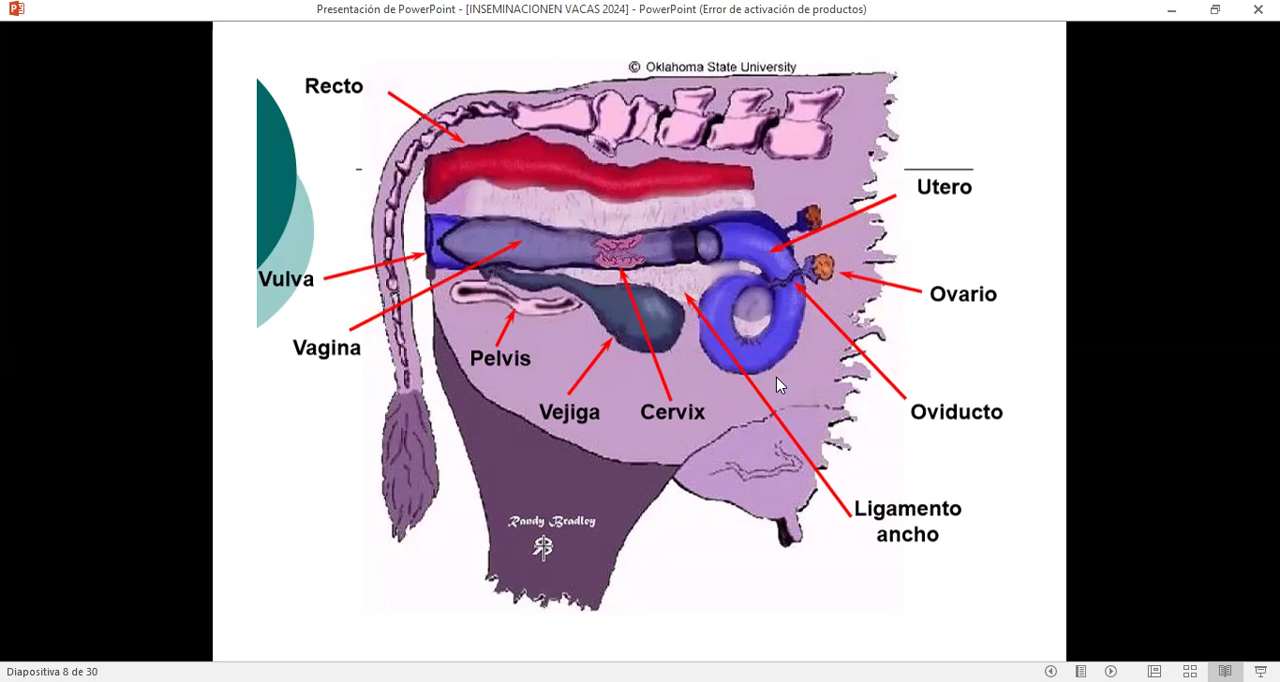 Presentación de PowerPoint - [INSEMINACIONEN VACAS 2024] - PowerPoint (Error de activación de productos)
© Oklahoma State University
Recto
Utero
Vulva
Ovario
Vagina
Pelvis
Vejiga
Cervix
Oviducto
Ligamento
ancho
Randy Bradley
Diapositiva 8 de 30